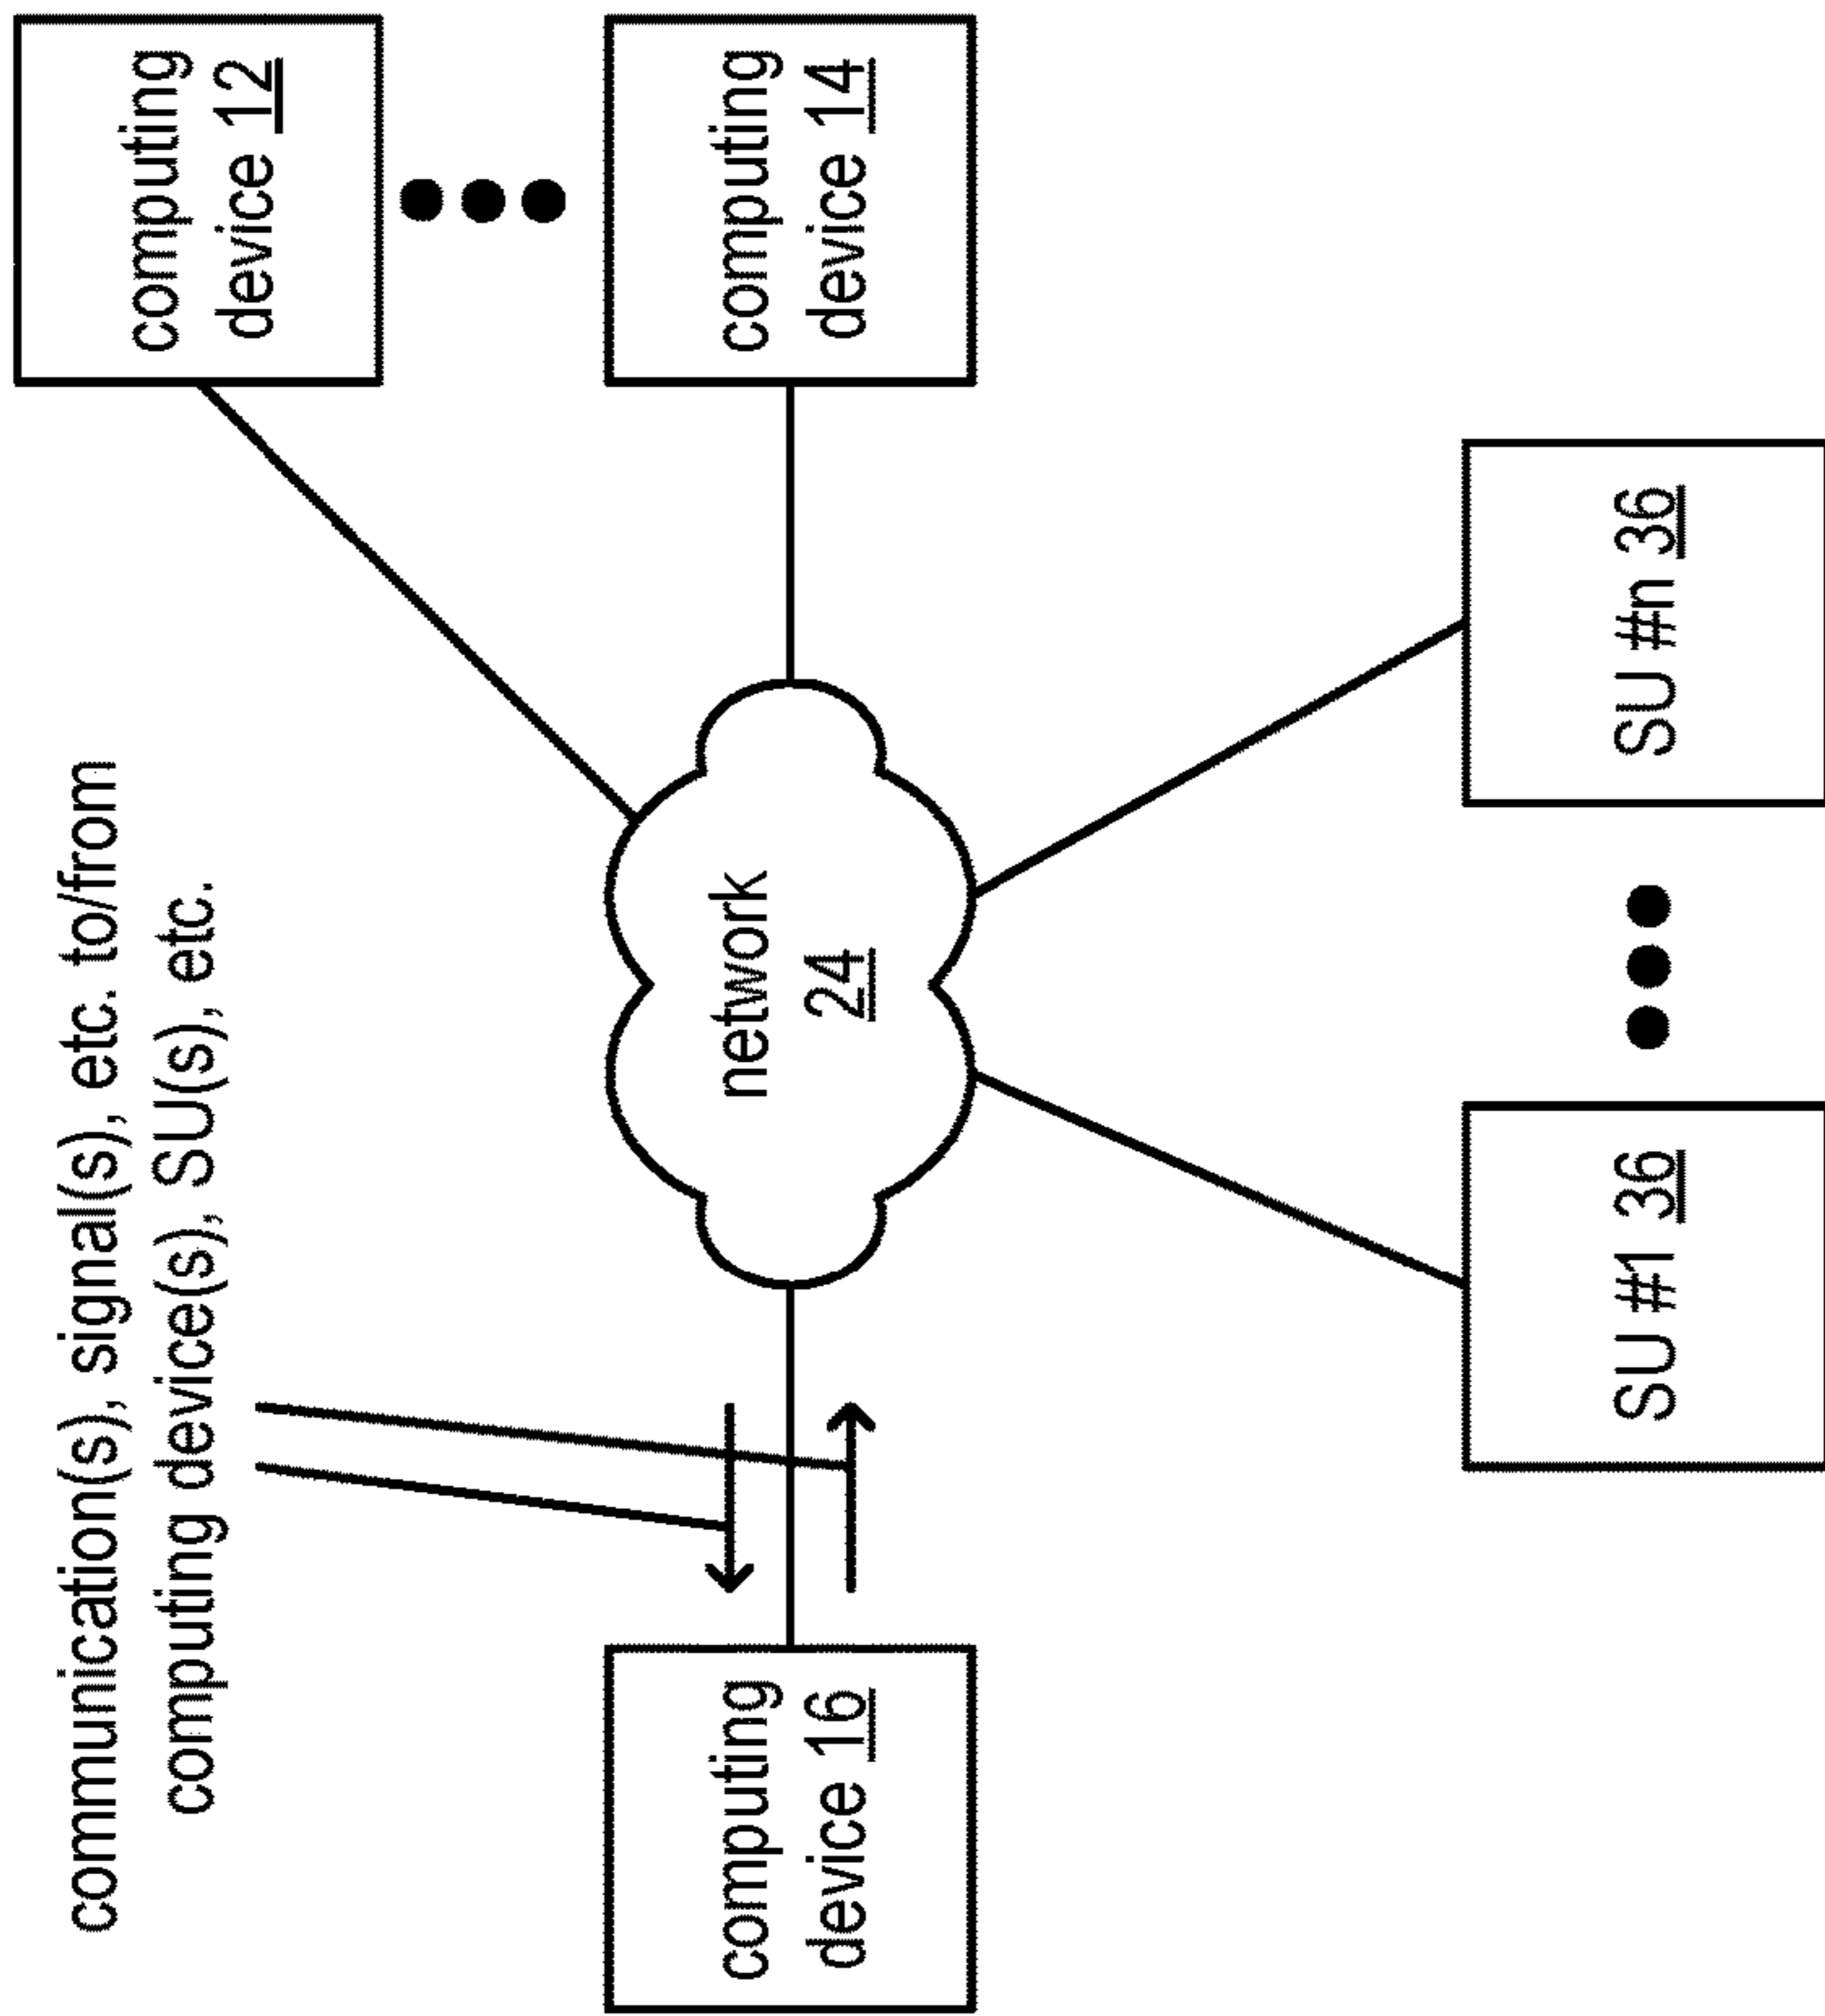 communication(s), signal(s), etc. to/from
computing device(s), SU(s), etc.
computing
device 12
computing
device 16
network
24
computing
device 14
SU #1 36
SU #n 36